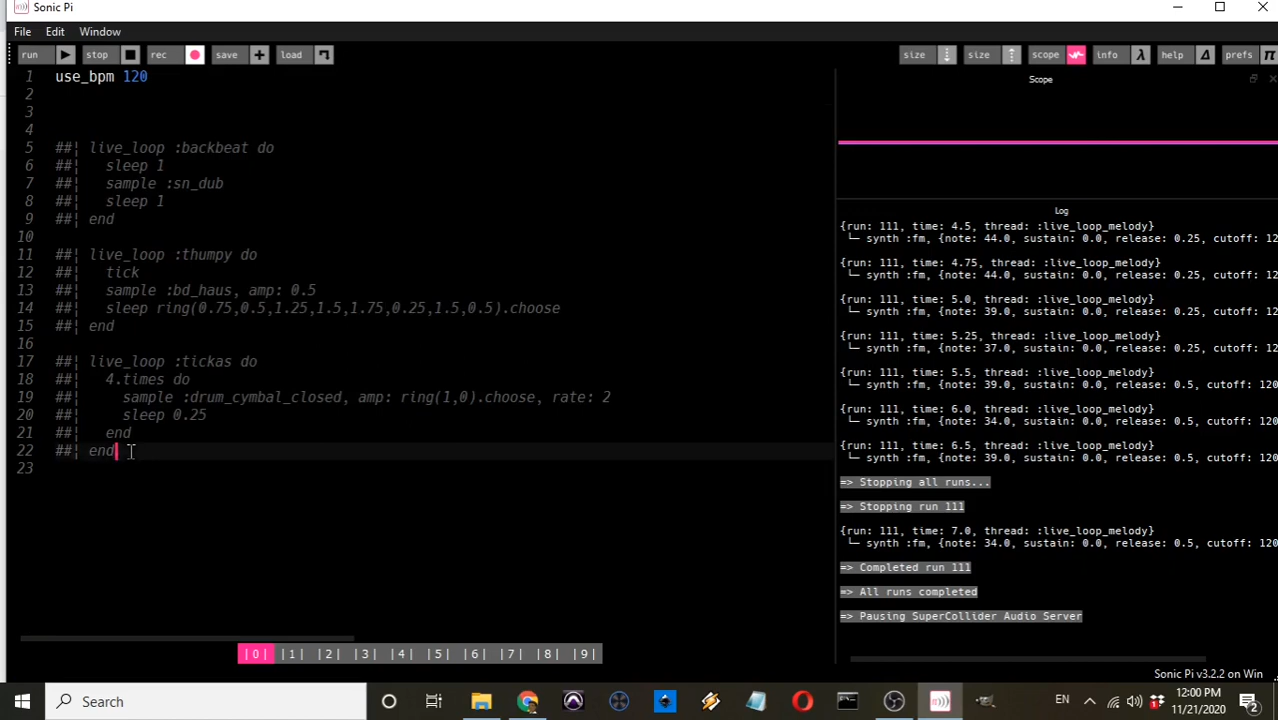 Sonic Pi
File Edit Window
run stop rec save + load size size scope info λ help prefs π
1 use_bpm 120
2
3
4
5 ##¦ live_loop :backbeat do
6 ##¦   sleep 1
7 ##¦   sample :sn_dub
8 ##¦   sleep 1
9 ##¦ end
10
11 ##¦ live_loop :thumpy do
12 ##¦   tick
13 ##¦   sample :bd_haus, amp: 0.5
14 ##¦   sleep ring(0.75,0.5,1.25,1.5,1.75,0.25,1.5,0.5).choose
15 ##¦ end
16
17 ##¦ live_loop :tickas do
18 ##¦   4.times do
19 ##¦     sample :drum_cymbal_closed, amp: ring(1,0).choose, rate: 2
20 ##¦     sleep 0.25
21 ##¦   end
22 ##¦ end
23
Scope
Log
{run: 111, time: 4.5, thread: :live_loop_melody}
└─ synth :fm, {note: 44.0, sustain: 0.0, release: 0.25, cutoff: 12
{run: 111, time: 4.75, thread: :live_loop_melody}
└─ synth :fm, {note: 44.0, sustain: 0.0, release: 0.25, cutoff: 12
{run: 111, time: 5.0, thread: :live_loop_melody}
└─ synth :fm, {note: 39.0, sustain: 0.0, release: 0.25, cutoff: 12
{run: 111, time: 5.25, thread: :live_loop_melody}
└─ synth :fm, {note: 37.0, sustain: 0.0, release: 0.25, cutoff: 12
{run: 111, time: 5.5, thread: :live_loop_melody}
└─ synth :fm, {note: 39.0, sustain: 0.0, release: 0.5, cutoff: 120
{run: 111, time: 6.0, thread: :live_loop_melody}
└─ synth :fm, {note: 34.0, sustain: 0.0, release: 0.5, cutoff: 120
{run: 111, time: 6.5, thread: :live_loop_melody}
└─ synth :fm, {note: 39.0, sustain: 0.0, release: 0.5, cutoff: 120
=> Stopping all runs...
=> Stopping run 111
{run: 111, time: 7.0, thread: :live_loop_melody}
└─ synth :fm, {note: 34.0, sustain: 0.0, release: 0.5, cutoff: 120
=> Completed run 111
=> All runs completed
=> Pausing SuperCollider Audio Server
|0| |1| |2| |3| |4| |5| |6| |7| |8| |9|
Sonic Pi v3.2.2 on Win
Search
EN
12:00 PM
11/21/2020
2